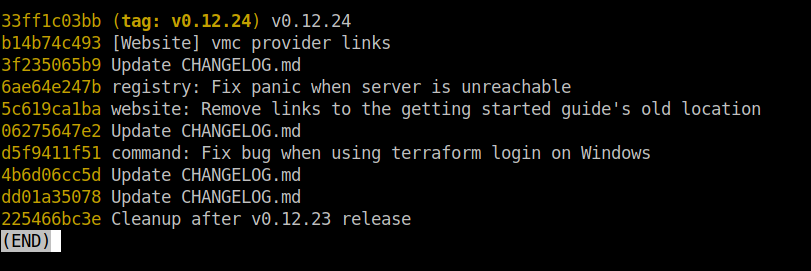 33ff1c03bb (tag: v0.12.24) v0.12.24
b14b74c493 [Website] vmc provider links
3f235065b9 Update CHANGELOG.md
6ae64e247b registry: Fix panic when server is unreachable
5c619ca1ba website: Remove links to the getting started guide's old location
06275647e2 Update CHANGELOG.md
d5f9411f51 command: Fix bug when using terraform login on Windows
4b6d06cc5d Update CHANGELOG.md
dd01a35078 Update CHANGELOG.md
225466bc3e Cleanup after v0.12.23 release
(END)